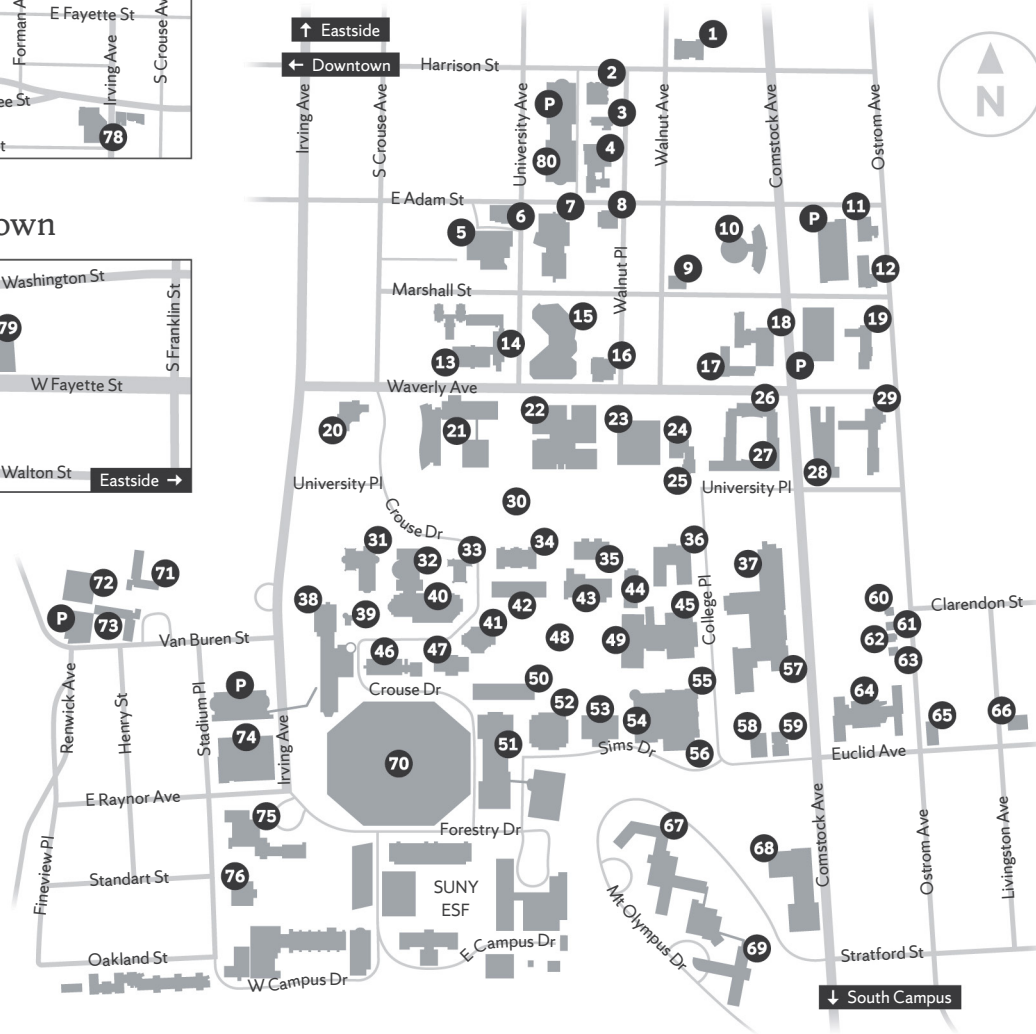 E Fayette St
Forman A
Irving Ave
S Crouse Av
ee St
t
78
own
Washington St
79
S Franklin St
W Fayette St
Walton St
Eastside →
↑ Eastside
← Downtown
Harrison St
1
2
P
3
80
4
Irving Ave
S Crouse Ave
University Ave
Walnut Ave
Comstock Ave
Ostrom Ave
N
E Adam St
5
6
7
8
Walnut Pl
9
10
P
11
12
Marshall St
13
14
15
16
17
18
P
19
Waverly Ave
20
21
22
23
24
25
26
27
28
29
University Pl
University Pl
Crouse Dr
30
31
32
33
34
35
36
37
38
39
40
41
42
43
44
45
College Pl
46
47
48
49
Crouse Dr
50
51
52
53
54
55
56
Sims Dr
57
58
59
60
61
62
63
Clarendon St
64
65
66
Euclid Ave
72
71
P
73
Van Buren St
Renwick Ave
Henry St
Stadium Pl
P
74
Irving Ave
70
E Raynor Ave
75
Forestry Dr
Fineview Pl
Standart St
76
SUNY
ESF
67
68
Comstock Ave
Ostrom Ave
Livingston Ave
Mt Olympus Dr
69
Oakland St
W Campus Dr
E Campus Dr
Stratford St
↓ South Campus